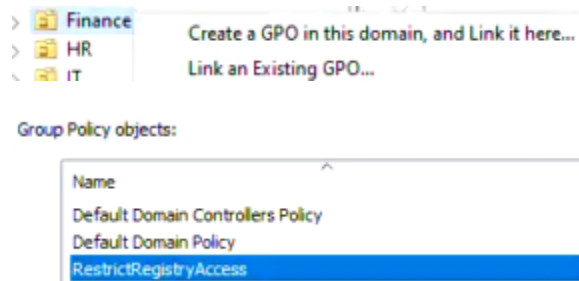 Finance
Create a GPO in this domain, and Link it here...
HR
Link an Existing GPO...
IT
Group Policy objects:
Name
Default Domain Controllers Policy
Default Domain Policy
RestrictRegistryAccess